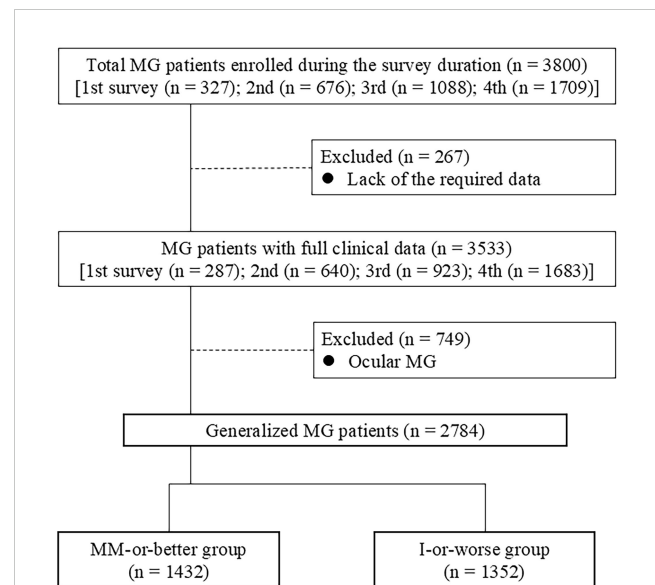 Total MG patients enrolled during the survey duration (n = 3800)
[1st survey (n = 327); 2nd (n = 676); 3rd (n = 1088); 4th (n = 1709)]
Excluded (n = 267)
● Lack of the required data
MG patients with full clinical data (n = 3533)
[1st survey (n = 287); 2nd (n = 640); 3rd (n = 923); 4th (n = 1683)]
Excluded (n = 749)
● Ocular MG
Generalized MG patients (n = 2784)
MM-or-better group
(n = 1432)
I-or-worse group
(n = 1352)